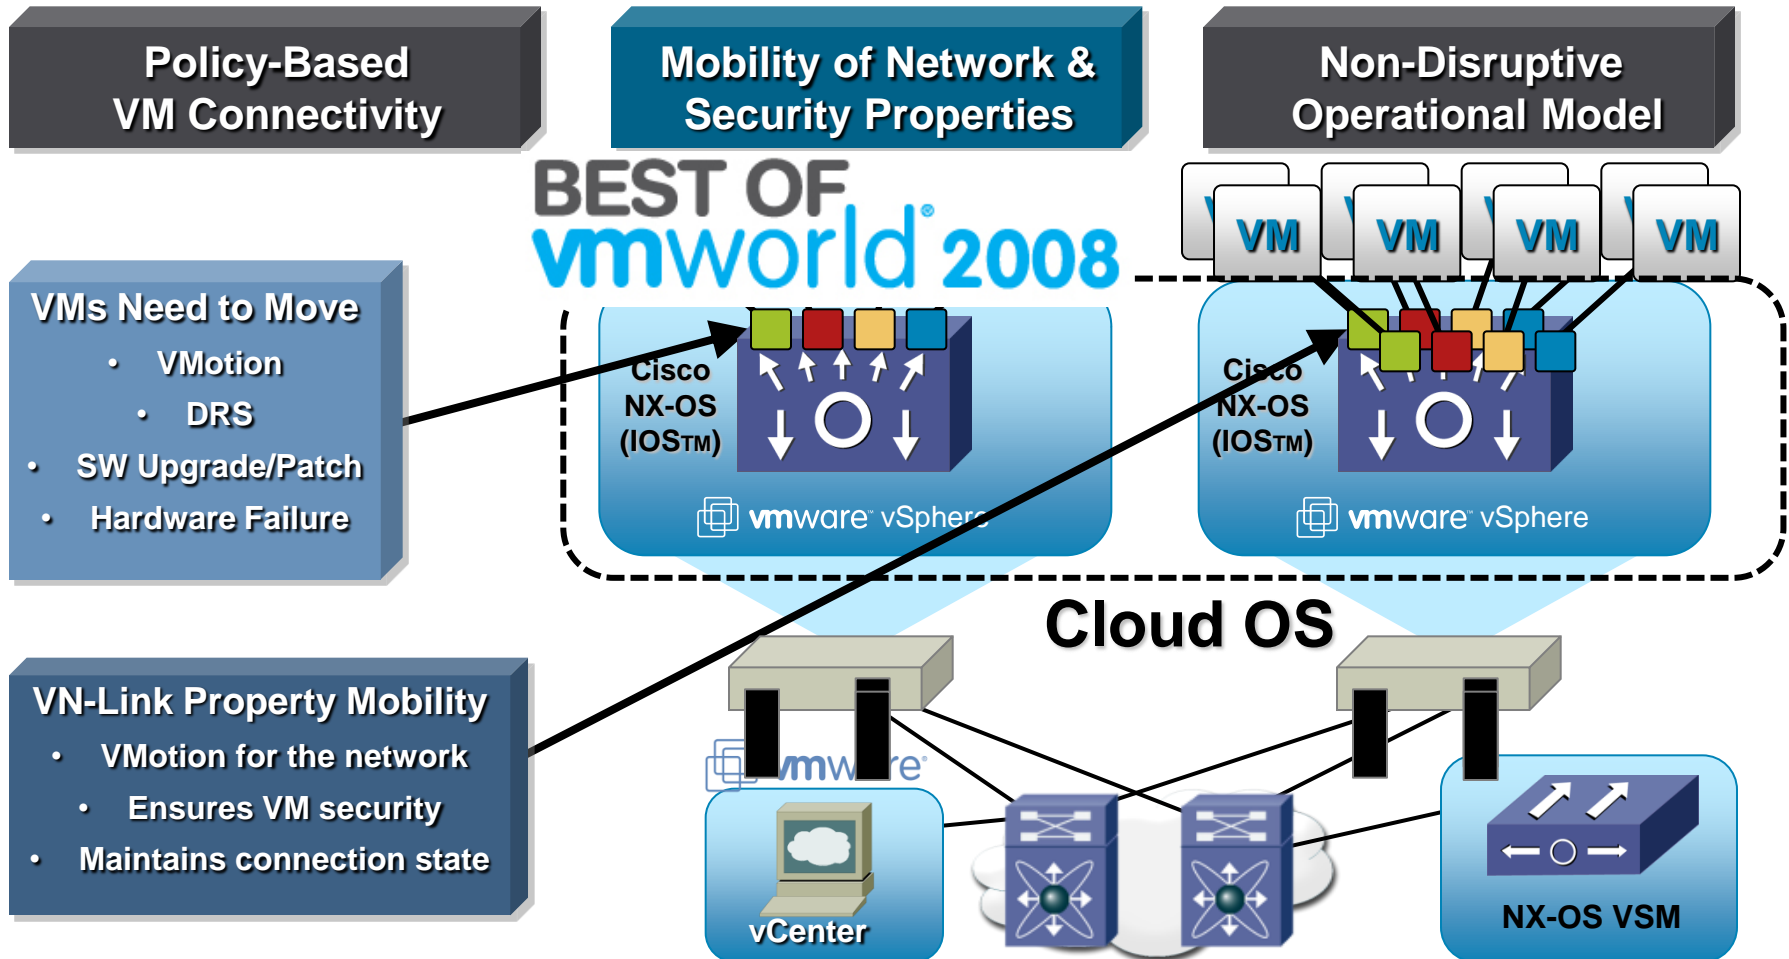 Policy-Based
VM Connectivity
Mobility of Network &
Security Properties
Non-Disruptive
Operational Model
BEST OF
vmworld® 2008
VM
VM
VM
VM
VMs Need to Move
• VMotion
• DRS
• SW Upgrade/Patch
• Hardware Failure
Cisco
NX-OS
(IOSTM)
vmware™ vSphere
Cisco
NX-OS
(IOSTM)
vmware™ vSphere
Cloud OS
VN-Link Property Mobility
• VMotion for the network
• Ensures VM security
• Maintains connection state
vmware®
vCenter
NX-OS VSM